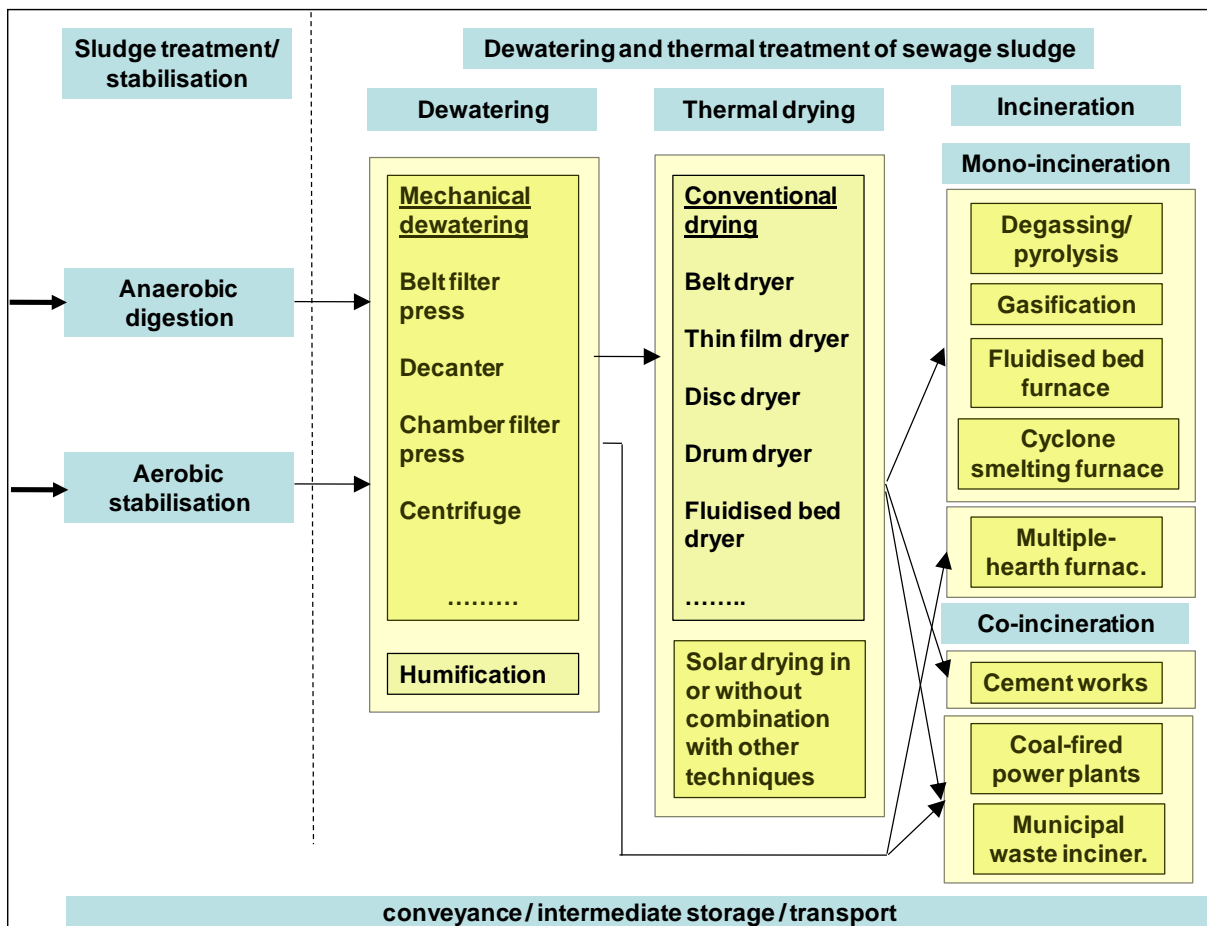 Sludge treatment/
stabilisation
Dewatering and thermal treatment of sewage sludge
Dewatering
Thermal drying
Incineration
Mono-incineration
Anaerobic
digestion
Aerobic
stabilisation
Mechanical
dewatering
Belt filter
press
Decanter
Chamber filter
press
Centrifuge
………
Humification
Conventional
drying
Belt dryer
Thin film dryer
Disc dryer
Drum dryer
Fluidised bed
dryer
……..
Solar drying in
or without
combination
with other
techniques
Degassing/
pyrolysis
Gasification
Fluidised bed
furnace
Cyclone
smelting furnace
Multiple-
hearth furnac.
Co-incineration
Cement works
Coal-fired
power plants
Municipal
waste inciner.
conveyance / intermediate storage / transport